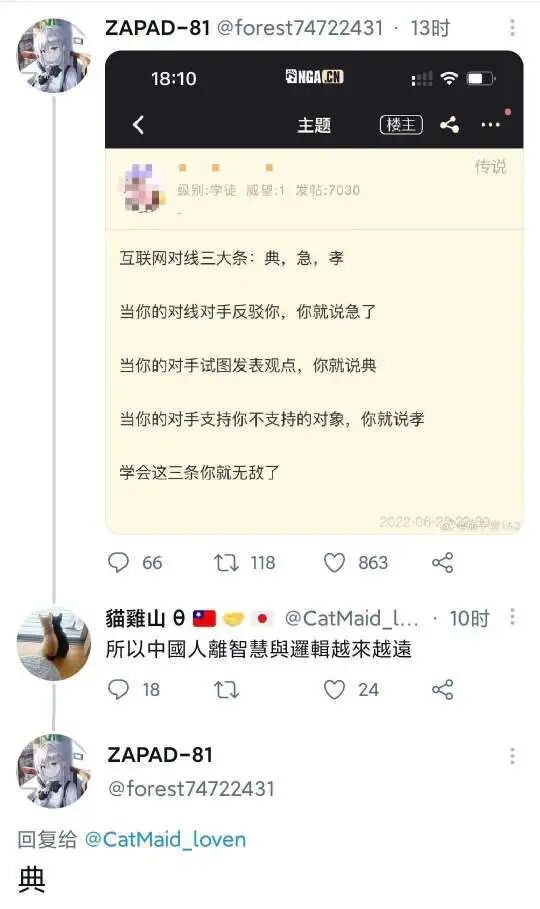 ZAPAD-81 @forest74722431 · 13时
18:10
NGA.CN
主题
楼主
传说
级别:学徒 威望:1 发帖:7030
互联网对线三大条：典，急，孝
当你的对线对手反驳你，你就说急了
当你的对手试图发表观点，你就说典
当你的对手支持你不支持的对象，你就说孝
学会这三条你就无敌了
2022-06-22
66 118 863
貓雞山 θ 🇹🇼 🤝 🇯🇵 @CatMaid_l... · 10时
所以中國人離智慧與邏輯越來越遠
18 24
ZAPAD-81
@forest74722431
回复给 @CatMaid_loven
典